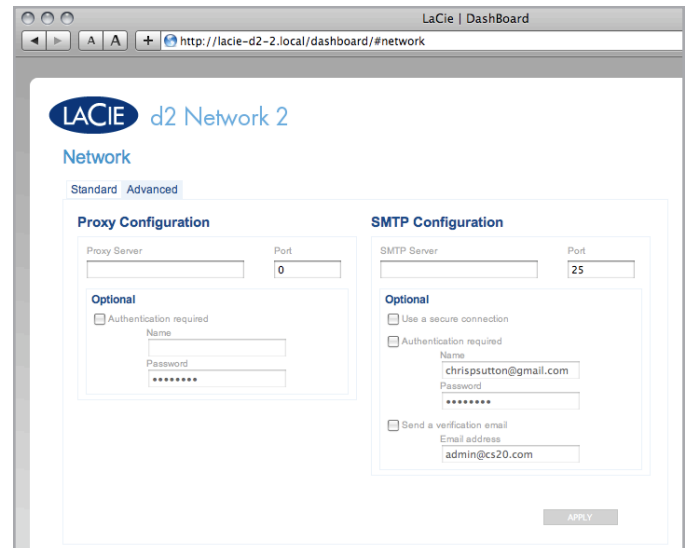 LaCie | DashBoard
A A + http://lacie-d2-2.local/dashboard/#network
LACIE d2 Network 2
Network
Standard Advanced
Proxy Configuration
Proxy Server Port
0
Optional
Authentication required
Name
Password
••••••••
SMTP Configuration
SMTP Server Port
25
Optional
Use a secure connection
Authentication required
Name
chrispsutton@gmail.com
Password
••••••••
Send a verification email
Email address
admin@cs20.com
APPLY